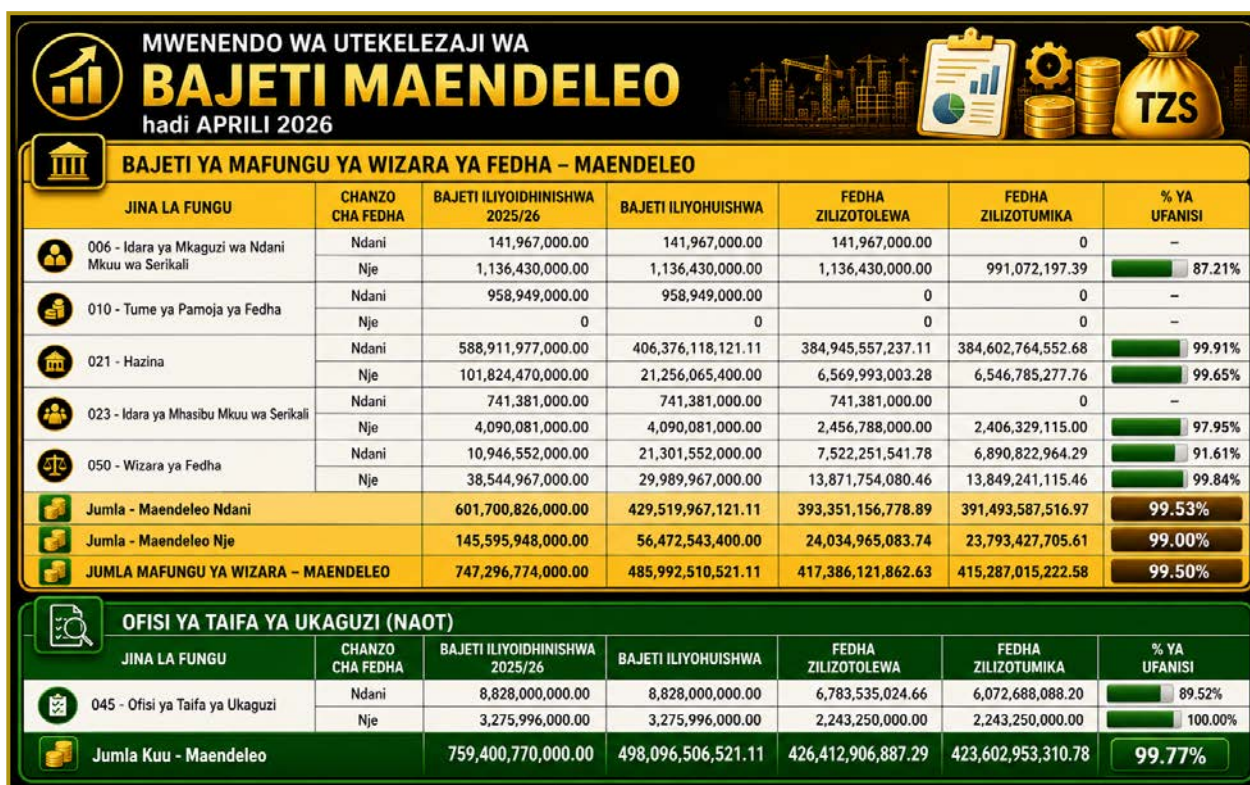 MWENENDO WA UTEKELEZAJI WA
BAJETI MAENDELEO
hadi APRILI 2026
TZS
BAJETI YA MAFUNGU YA WIZARA YA FEDHA – MAENDELEO
JINA LA FUNGU CHANZO CHA FEDHA BAJETI ILIYOIDHINISHWA 2025/26 BAJETI ILIYOHUISHWA FEDHA ZILIZOTOLEWA FEDHA ZILIZOTUMIKA % YA UFANISI
006 - Idara ya Mkaguzi wa Ndani Mkuu wa Serikali Ndani 141,967,000.00 141,967,000.00 141,967,000.00 0 –
Nje 1,136,430,000.00 1,136,430,000.00 1,136,430,000.00 991,072,197.39 87.21%
010 - Tume ya Pamoja ya Fedha Ndani 958,949,000.00 958,949,000.00 0 0 –
Nje 0 0 0 0 –
021 - Hazina Ndani 588,911,977,000.00 406,376,118,121.11 384,945,557,237.11 384,602,764,552.68 99.91%
Nje 101,824,470,000.00 21,256,065,400.00 6,569,993,003.28 6,546,785,277.76 99.65%
023 - Idara ya Mhasibu Mkuu wa Serikali Ndani 741,381,000.00 741,381,000.00 741,381,000.00 0 –
Nje 4,090,081,000.00 4,090,081,000.00 2,456,788,000.00 2,406,329,115.00 97.95%
050 - Wizara ya Fedha Ndani 10,946,552,000.00 21,301,552,000.00 7,522,251,541.78 6,890,822,964.29 91.61%
Nje 38,544,967,000.00 29,989,967,000.00 13,871,754,080.46 13,849,241,115.46 99.84%
Jumla - Maendeleo Ndani 601,700,826,000.00 429,519,967,121.11 393,351,156,778.89 391,493,587,516.97 99.53%
Jumla - Maendeleo Nje 145,595,948,000.00 56,472,543,400.00 24,034,965,083.74 23,793,427,705.61 99.00%
JUMLA MAFUNGU YA WIZARA – MAENDELEO 747,296,774,000.00 485,992,510,521.11 417,386,121,862.63 415,287,015,222.58 99.50%
OFISI YA TAIFA YA UKAGUZI (NAOT)
JINA LA FUNGU CHANZO CHA FEDHA BAJETI ILIYOIDHINISHWA 2025/26 BAJETI ILIYOHUISHWA FEDHA ZILIZOTOLEWA FEDHA ZILIZOTUMIKA % YA UFANISI
045 - Ofisi ya Taifa ya Ukaguzi Ndani 8,828,000,000.00 8,828,000,000.00 6,783,535,024.66 6,072,688,088.20 89.52%
Nje 3,275,996,000.00 3,275,996,000.00 2,243,250,000.00 2,243,250,000.00 100.00%
Jumla Kuu - Maendeleo 759,400,770,000.00 498,096,506,521.11 426,412,906,887.29 423,602,953,310.78 99.77%